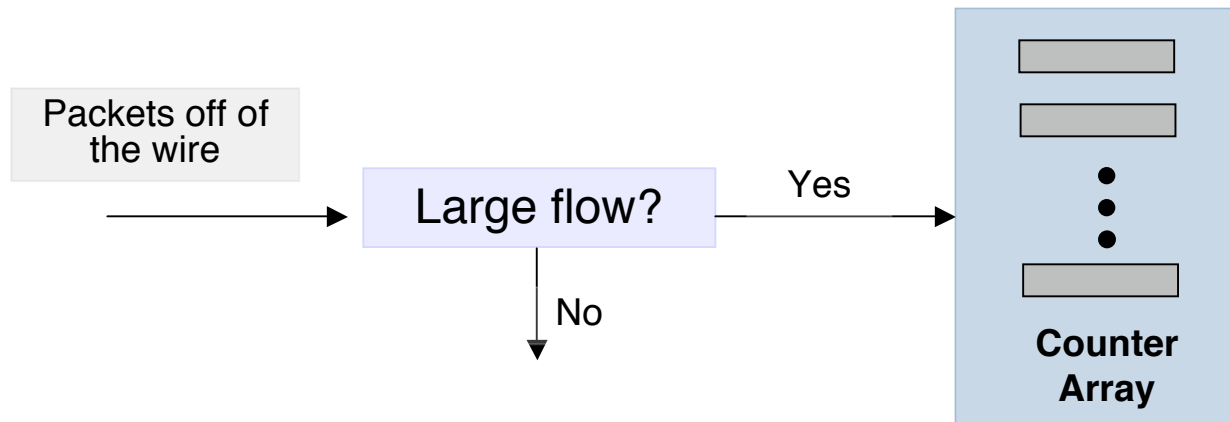 Packets off of
the wire
Large flow?
Yes
No
Counter
Array